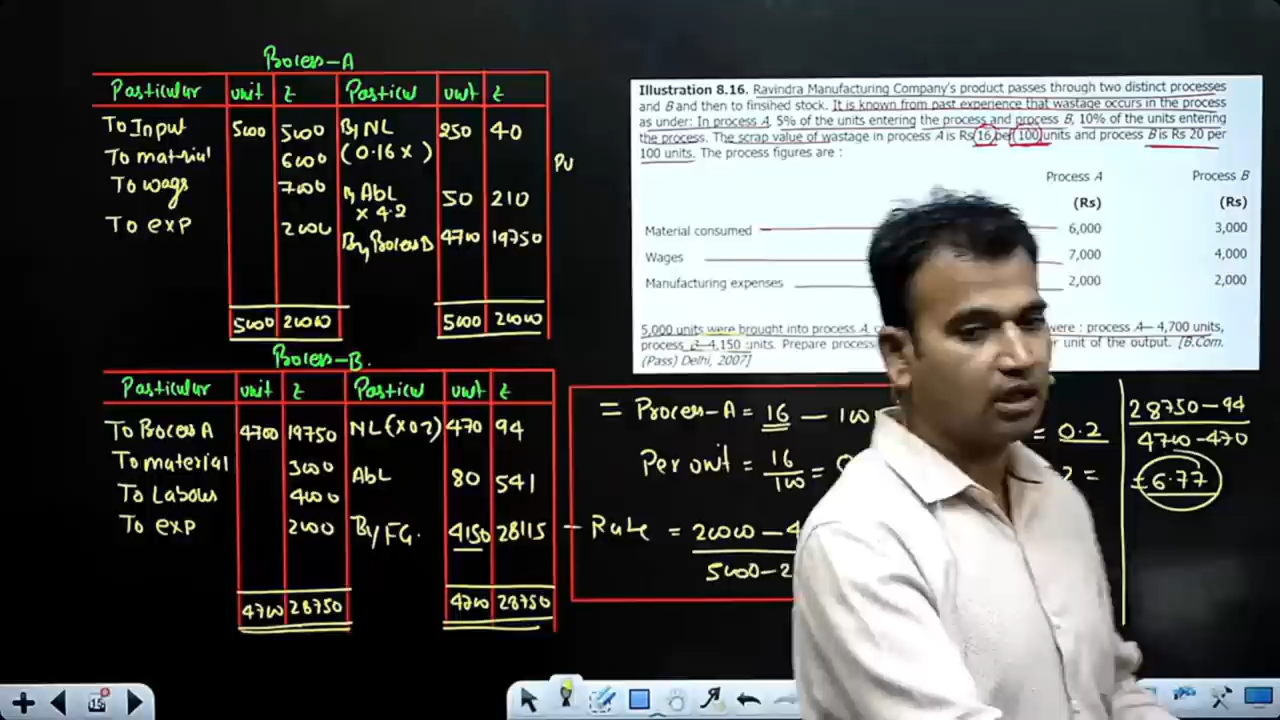 Process-A
Particular unit ₹ Particul unit ₹
To Input 5000 5000 By NL 250 40
To material 6000 (0.16 x )
To wages 7000 By AbL 50 210
x 4.2
To exp 2000 By Process B 4700 19750
5000 20000 5000 20000
Process-B.
Particular unit ₹ Particul unit ₹
To Process A 4700 19750 NL (x0.2) 470 94
To material 3000
AbL 80 541
To Labour 4000
To exp 2000 By FG. 4150 28115
4700 28750 4700 28750
Illustration 8.16. Ravindra Manufacturing Company's product passes through two distinct processes
and B and then to finsihed stock. It is known from past experience that wastage occurs in the process
as under: In process A, 5% of the units entering the process and process B, 10% of the units entering
the process. The scrap value of wastage in process A is Rs 16 per 100 units and process B is Rs 20 per
100 units. The process figures are :
Process A Process B
(Rs) (Rs)
Material consumed 6,000 3,000
Wages 7,000 4,000
Manufacturing expenses 2,000 2,000
5,000 units were brought into process A, were : process A— 4,700 units,
process B—4,150 units. Prepare process unit of the output. [B.Com.
(Pass) Delhi, 2007]
= Process-A = 16 - 100
Per unit = 16/100 =
= 0.2
2 =
Rate = 20000 - 4
5000 - 2
28750 - 94
4700 - 470
= 6.77
15